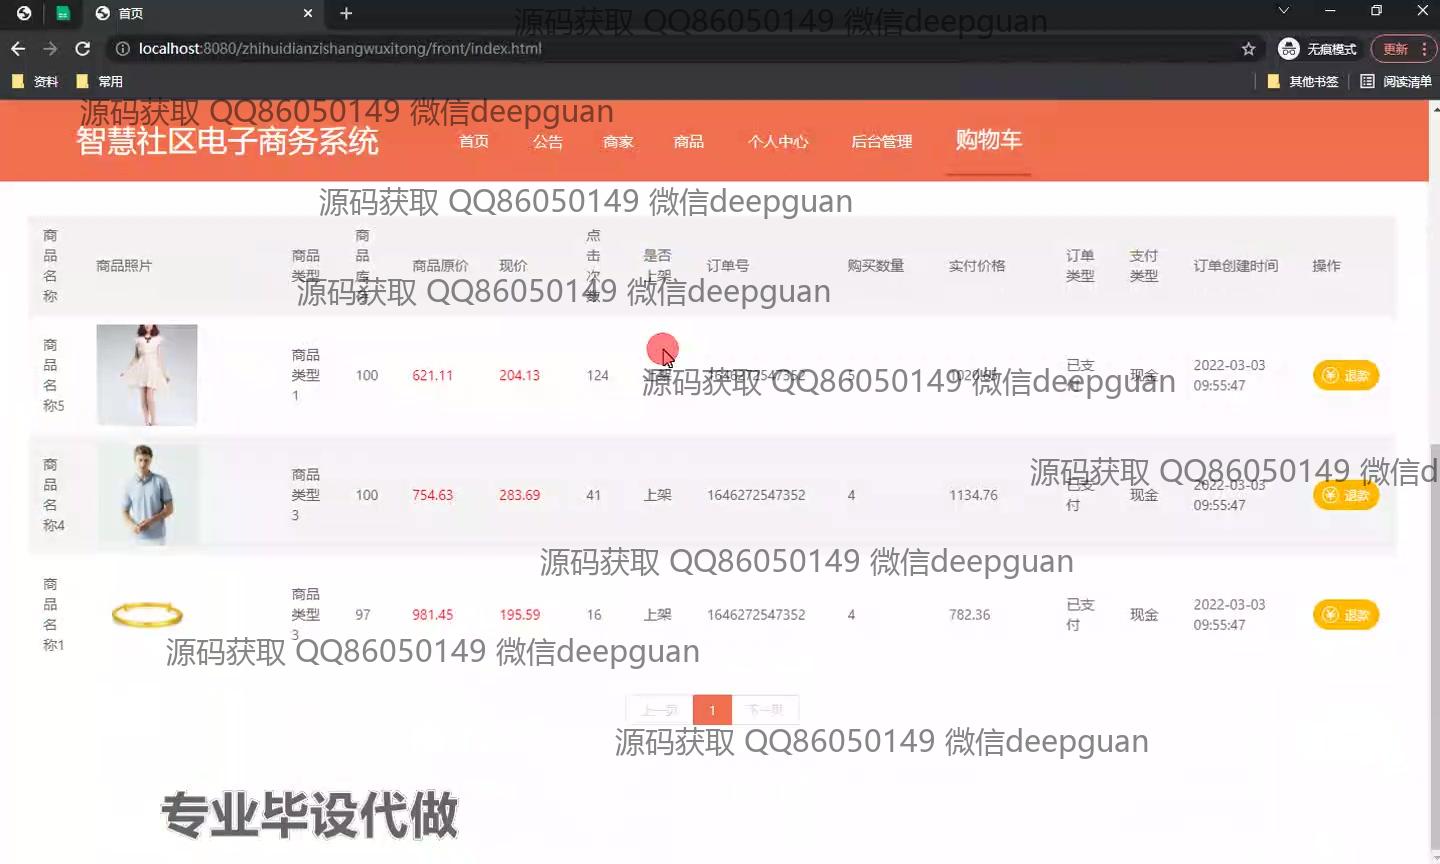 首页
localhost:8080/zhihuidianzishangwuxitong/front/index.html
无痕模式
更新
资料
常用
其他书签
阅读清单
源码获取 QQ86050149 微信deepguan
源码获取 QQ86050149 微信deepguan
智慧社区电子商务系统
首页
公告
商家
商品
个人中心
后台管理
购物车
源码获取 QQ86050149 微信deepguan
商品名称
商品照片
商品类型
商品库存
商品原价
现价
点击次数
是否上架
订单号
购买数量
实付价格
订单类型
支付类型
订单创建时间
操作
源码获取 QQ86050149 微信deepguan
商品名称5
商品类型1
100
621.11
204.13
124
上架
1646272547352
已支付
现金
2022-03-03
09:55:47
退款
源码获取 QQ86050149 微信deepguan
商品名称4
商品类型3
100
754.63
283.69
41
上架
1646272547352
4
1134.76
已支付
现金
2022-03-03
09:55:47
退款
源码获取 QQ86050149 微信d
源码获取 QQ86050149 微信deepguan
商品名称1
商品类型3
97
981.45
195.59
16
上架
1646272547352
4
782.36
已支付
现金
2022-03-03
09:55:47
退款
源码获取 QQ86050149 微信deepguan
上一页
1
下一页
源码获取 QQ86050149 微信deepguan
专业毕设代做